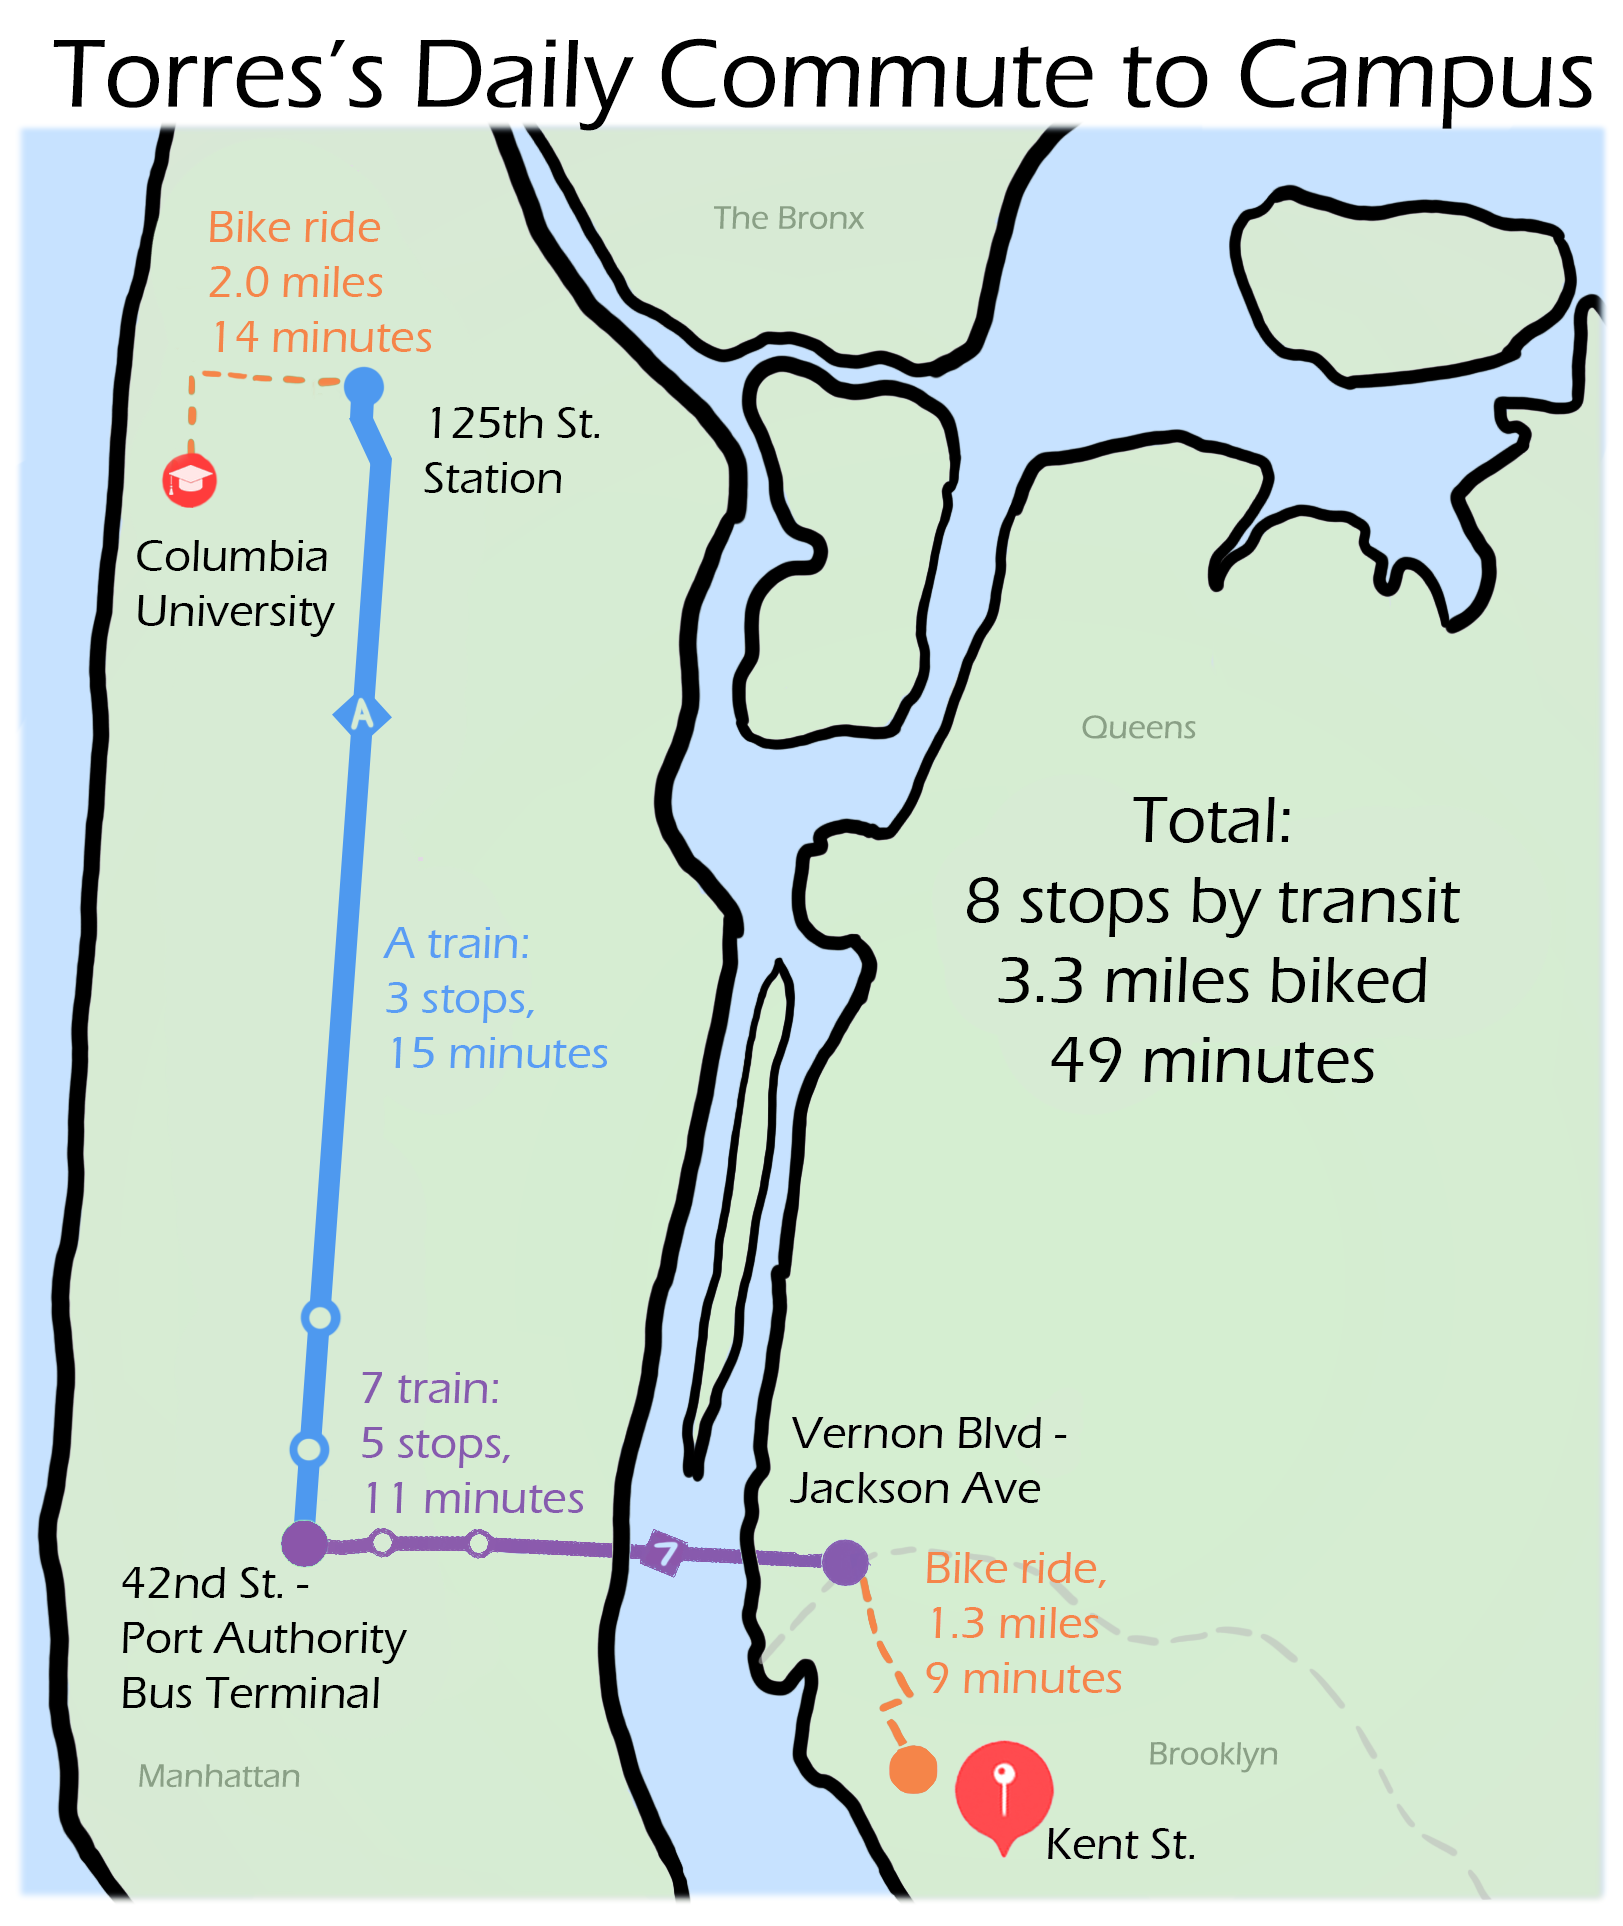 Torres’s Daily Commute to Campus
The Bronx
Bike ride
2.0 miles
14 minutes
125th St.
Station
Columbia
University
A
Queens
Total:
8 stops by transit
3.3 miles biked
49 minutes
A train:
3 stops,
15 minutes
7 train:
5 stops,
11 minutes
Vernon Blvd -
Jackson Ave
7
42nd St. -
Port Authority
Bus Terminal
Bike ride,
1.3 miles
9 minutes
Manhattan
Brooklyn
Kent St.